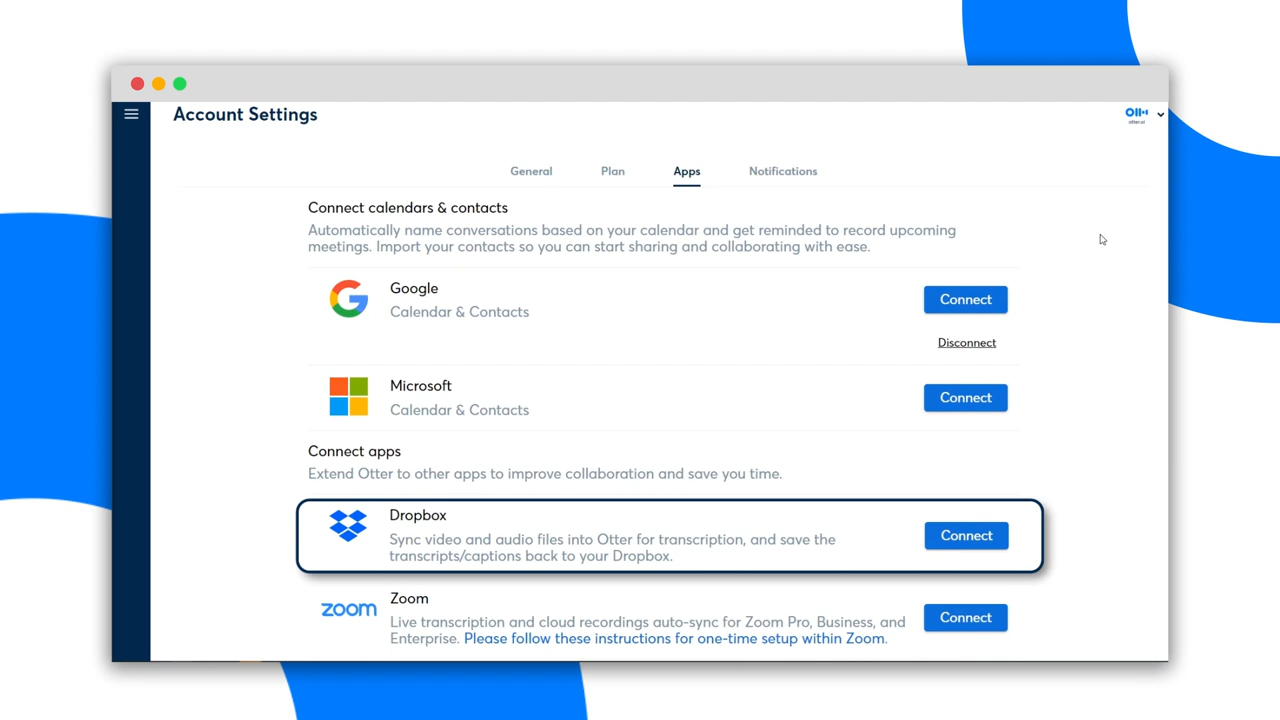 Account Settings
otter.ai
General
Plan
Apps
Notifications
Connect calendars & contacts
Automatically name conversations based on your calendar and get reminded to record upcoming
meetings. Import your contacts so you can start sharing and collaborating with ease.
Google
Calendar & Contacts
Connect
Disconnect
Microsoft
Calendar & Contacts
Connect
Connect apps
Extend Otter to other apps to improve collaboration and save you time.
Dropbox
Sync video and audio files into Otter for transcription, and save the
transcripts/captions back to your Dropbox.
Connect
zoom
Zoom
Live transcription and cloud recordings auto-sync for Zoom Pro, Business, and
Enterprise. Please follow these instructions for one-time setup within Zoom.
Connect